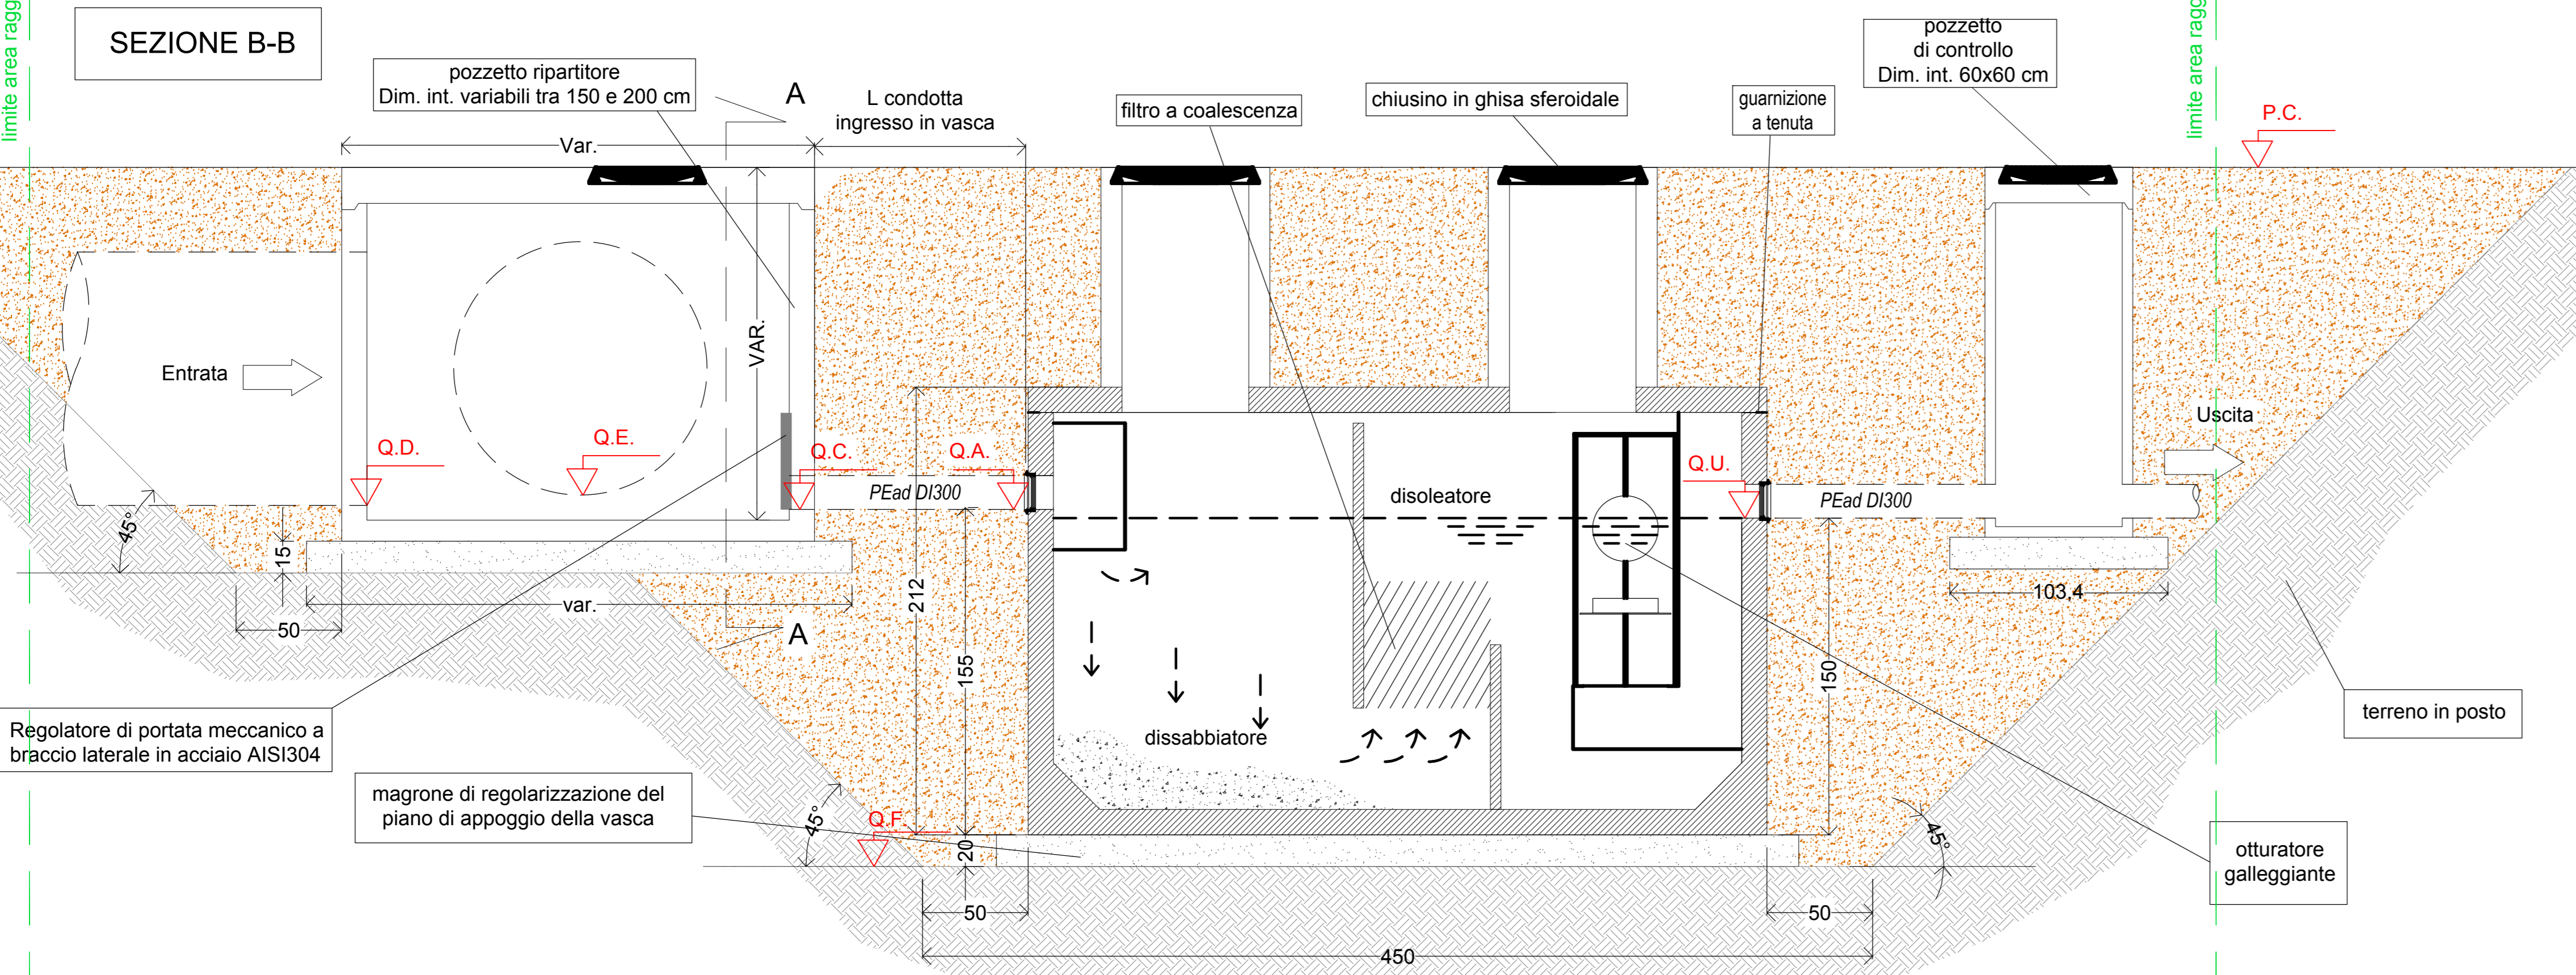 limite area ragg
SEZIONE B-B
pozzetto ripartitore
Dim. int. variabili tra 150 e 200 cm
A
L condotta
ingresso in vasca
filtro a coalescenza
chiusino in ghisa sferoidale
guarnizione
a tenuta
pozzetto
di controllo
Dim. int. 60x60 cm
limite area ragg
P.C.
Var.
VAR.
Entrata
Q.D.
Q.E.
Q.C.
Q.A.
PEad DI300
disoleatore
Q.U.
PEad DI300
Uscita
45°
15
50
var.
A
212
155
150
103,4
Regolatore di portata meccanico a
braccio laterale in acciaio AISI304
dissabbiatore
terreno in posto
magrone di regolarizzazione del
piano di appoggio della vasca
45°
Q.F.
20
45°
otturatore
galleggiante
50
50
450